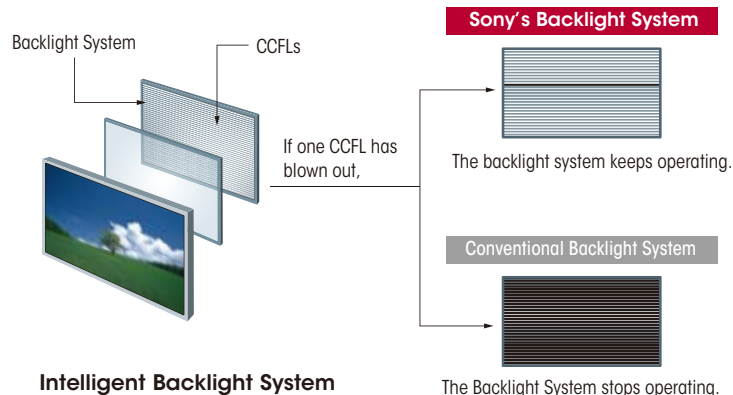 Sony's Backlight System
Backlight System
CCFLs
If one CCFL has
blown out,
The backlight system keeps operating.
Conventional Backlight System
Intelligent Backlight System
The Backlight System stops operating.